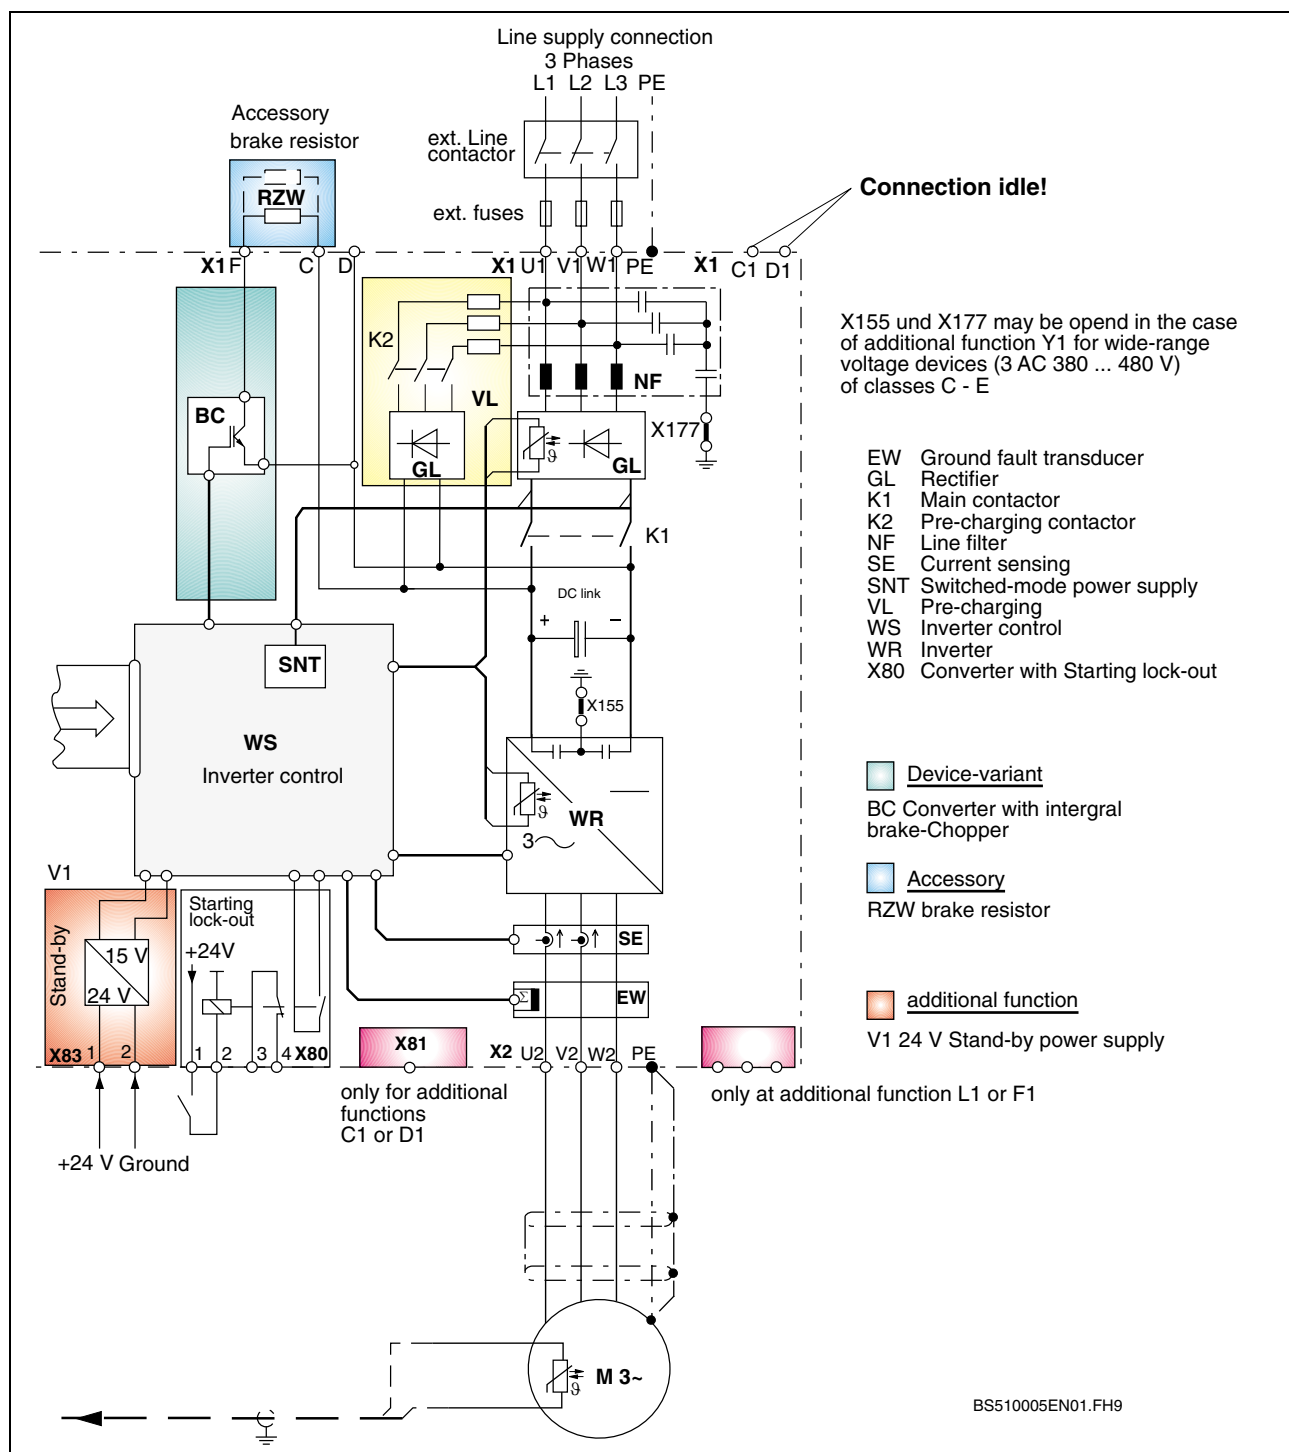 Line supply connection
3 Phases
L1 L2 L3 PE
Accessory
brake resistor
ext. Line
contactor
RZW
ext. fuses
Connection idle!
X1 F C D X1 U1 V1 W1 PE X1 C1 D1
K2
NF
VL
BC
GL
ϑ
GL
X177
X155 und X177 may be opend in the case
of additional function Y1 for wide-range
voltage devices (3 AC 380 ... 480 V)
of classes C - E
EW Ground fault transducer
GL Rectifier
K1 Main contactor
K2 Pre-charging contactor
NF Line filter
SE Current sensing
SNT Switched-mode power supply
VL Pre-charging
WS Inverter control
WR Inverter
X80 Converter with Starting lock-out
K1
DC link
+ −
SNT
X155
WS
Inverter control
ϑ
WR
3
Device-variant
BC Converter with intergral
brake-Chopper
Accessory
RZW brake resistor
additional function
V1 24 V Stand-by power supply
V1
Stand-by
15 V
24 V
Starting
lock-out
+24V
SE
Σ
EW
X83 1 2 1 2 3 4 X80
X81
X2 U2 V2 W2 PE
only for additional
functions
C1 or D1
only at additional function L1 or F1
+24 V Ground
M 3~
ϑ
BS510005EN01.FH9